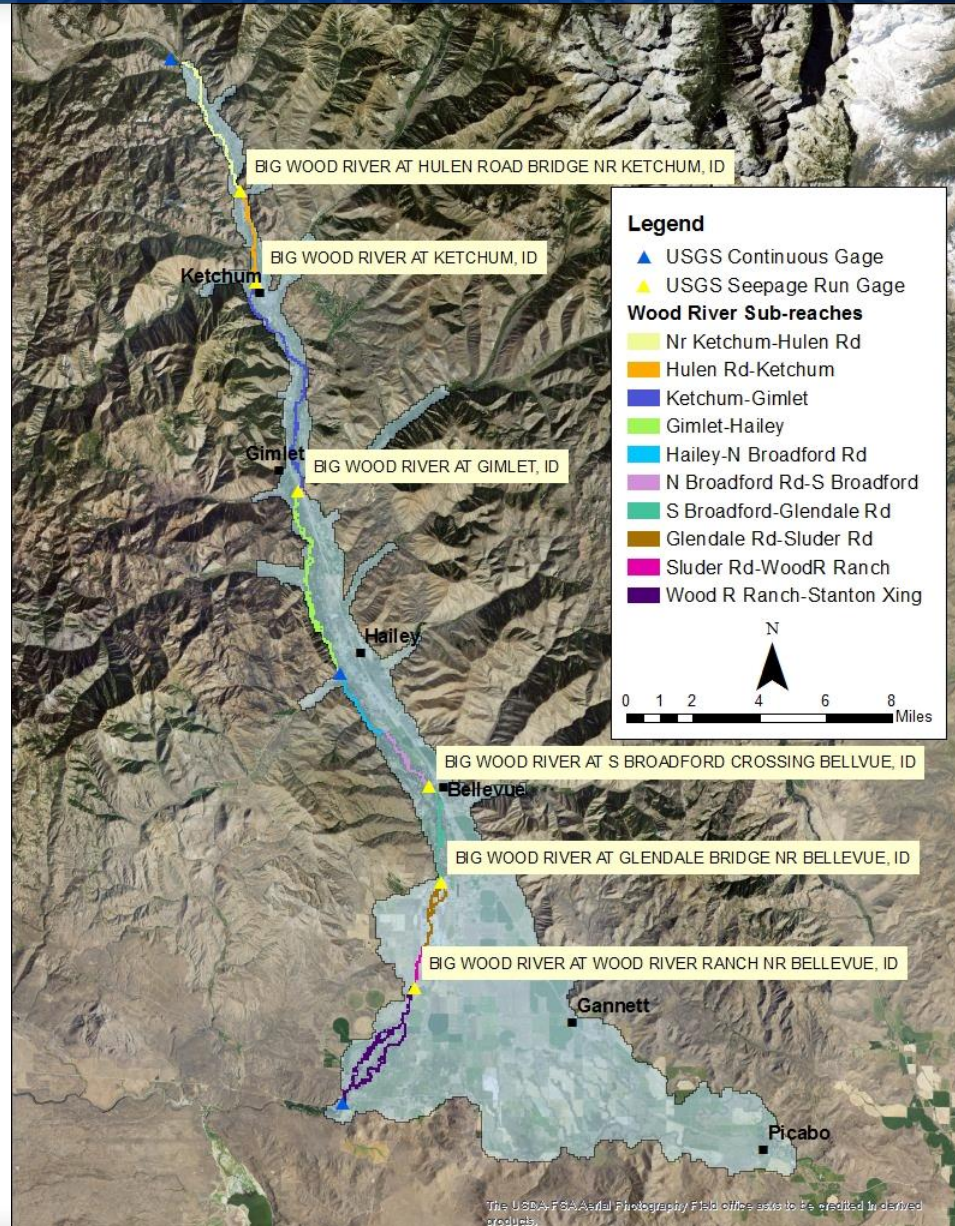 BIG WOOD RIVER AT HULEN ROAD BRIDGE NR KETCHUM, ID
BIG WOOD RIVER AT KETCHUM, ID
Ketchum
Gimlet
BIG WOOD RIVER AT GIMLET, ID
Hailey
BIG WOOD RIVER AT S BROADFORD CROSSING BELLVUE, ID
Bellevue
BIG WOOD RIVER AT GLENDALE BRIDGE NR BELLEVUE, ID
BIG WOOD RIVER AT WOOD RIVER RANCH NR BELLEVUE, ID
Gannett
Picabo
Legend
USGS Continuous Gage
USGS Seepage Run Gage
Wood River Sub-reaches
Nr Ketchum-Hulen Rd
Hulen Rd-Ketchum
Ketchum-Gimlet
Gimlet-Hailey
Hailey-N Broadford Rd
N Broadford Rd-S Broadford
S Broadford-Glendale Rd
Glendale Rd-Sluder Rd
Sluder Rd-WoodR Ranch
Wood R Ranch-Stanton Xing
N
0 1 2 4 6 8 Miles
The USDA-FSA Aerial Photography Field office asks to be credited in derived
products.